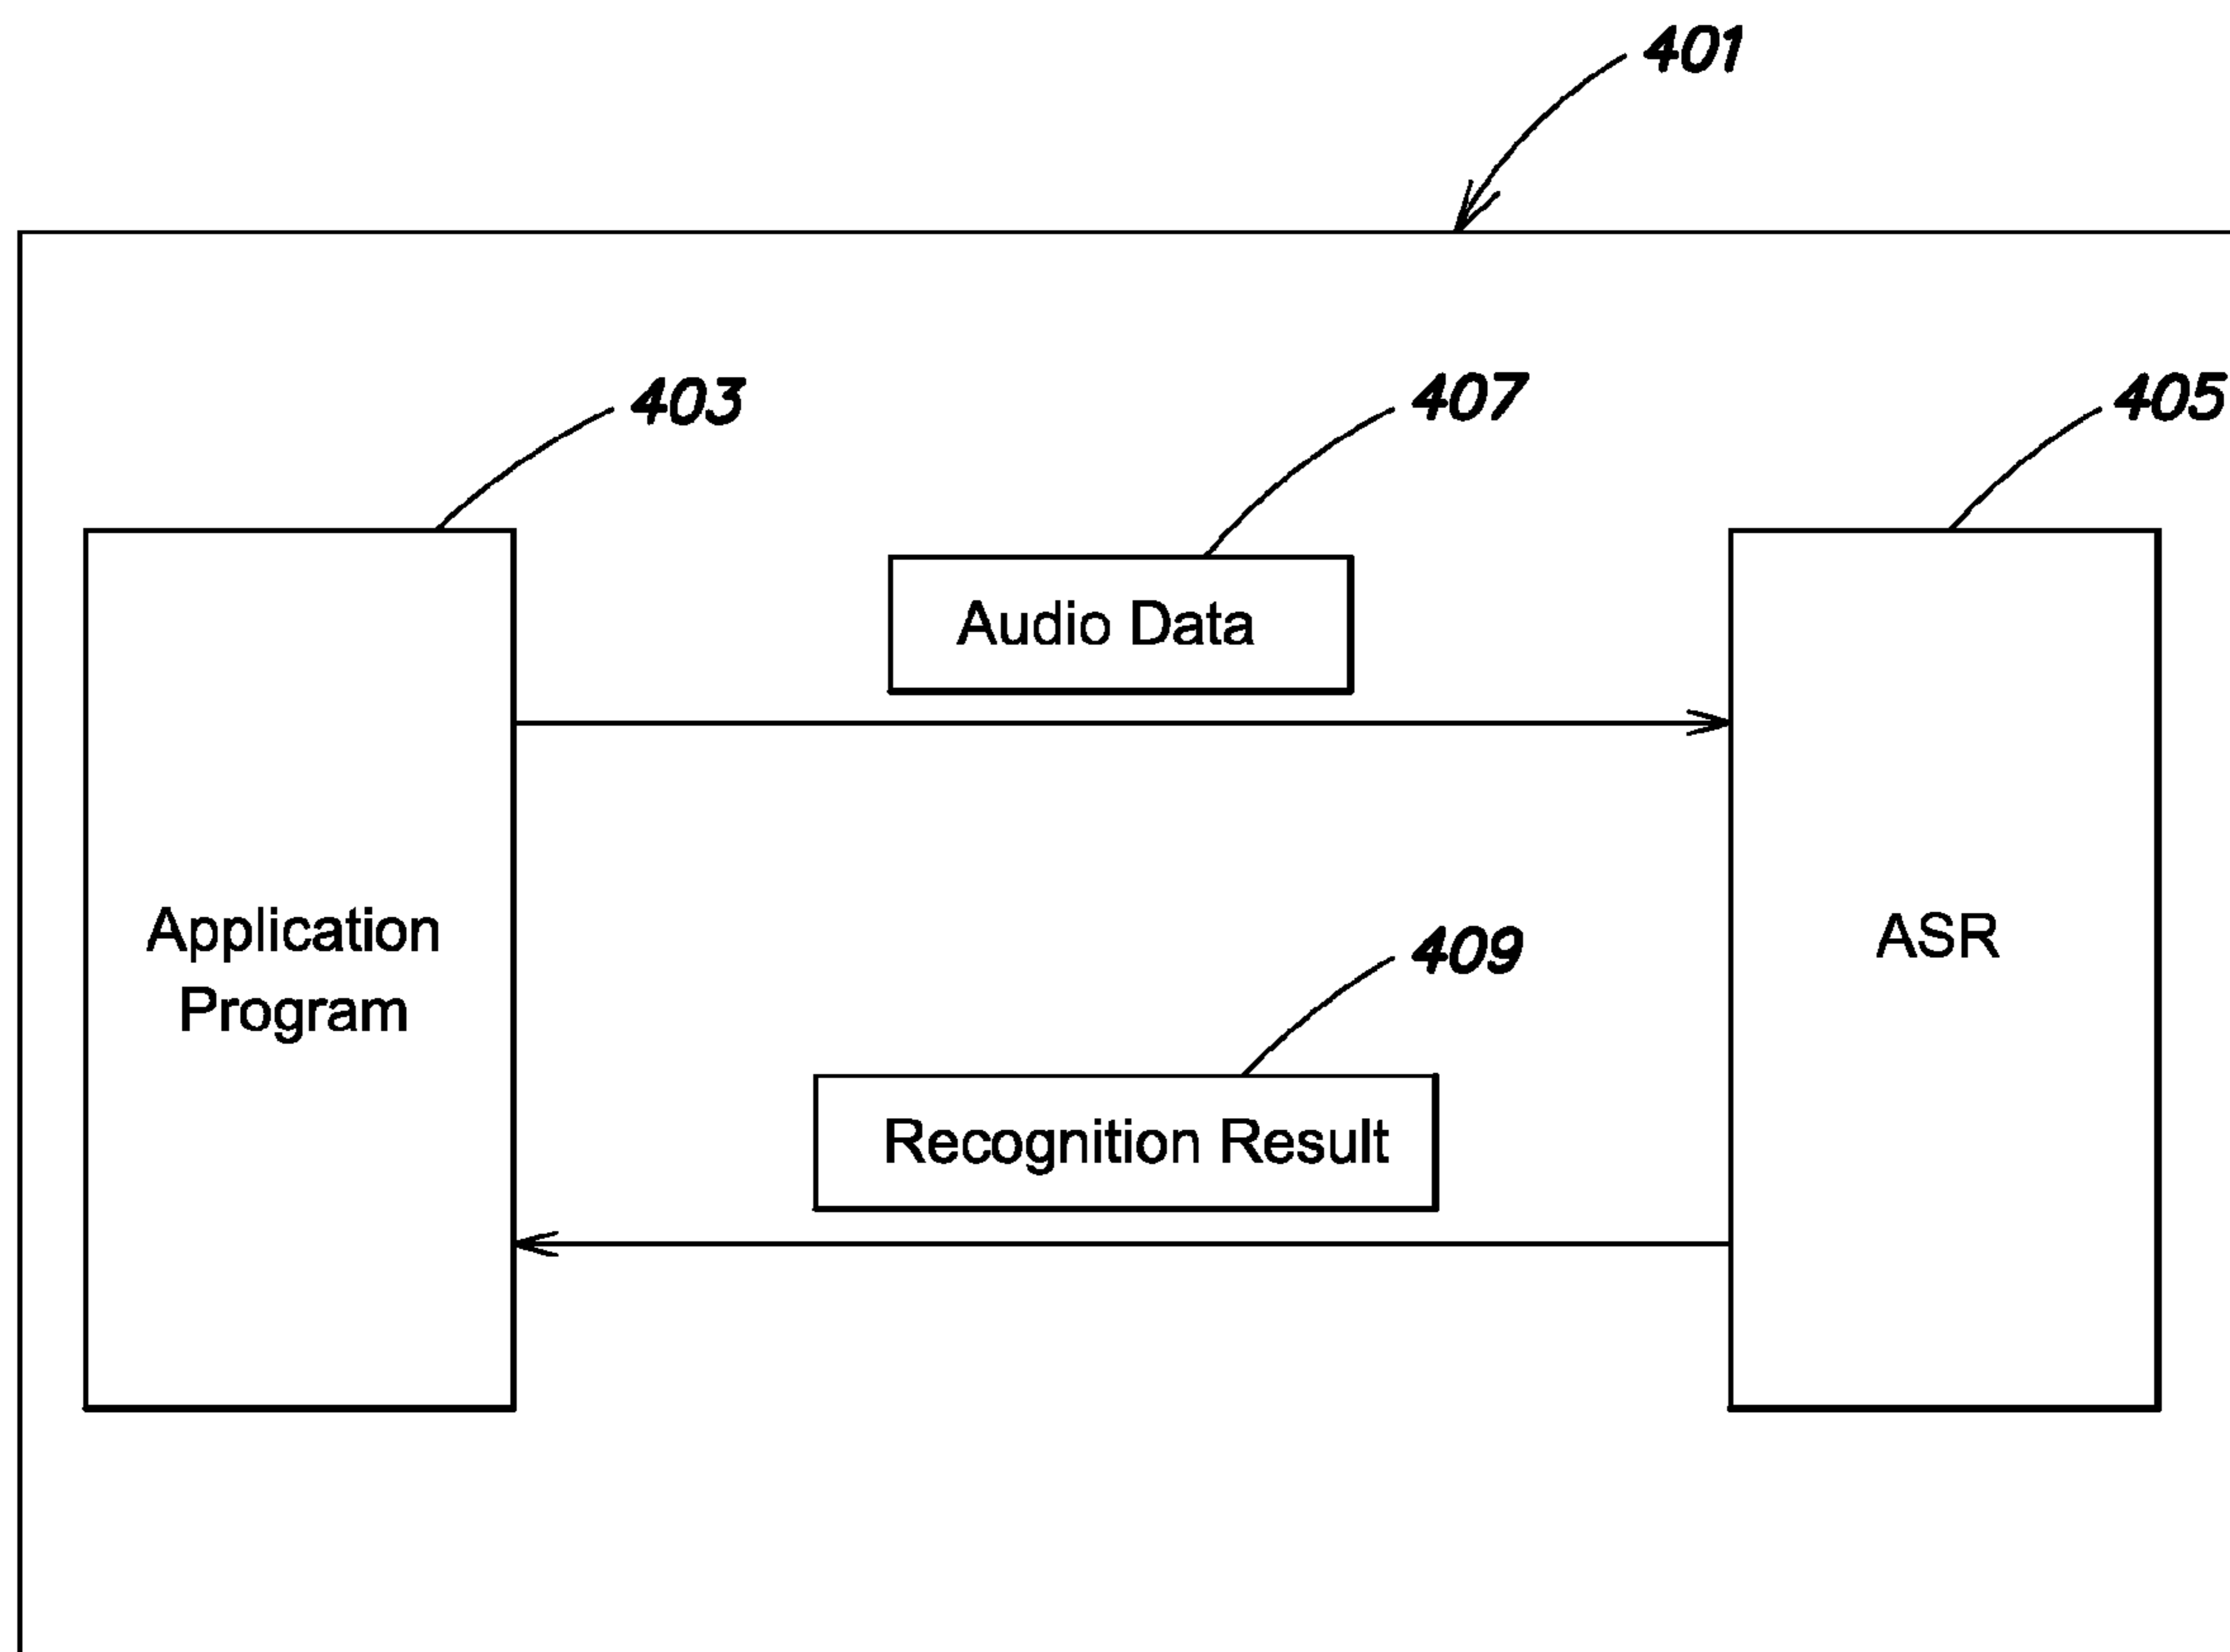 401
403
407
405
Audio Data
Application
Program
ASR
409
Recognition Result